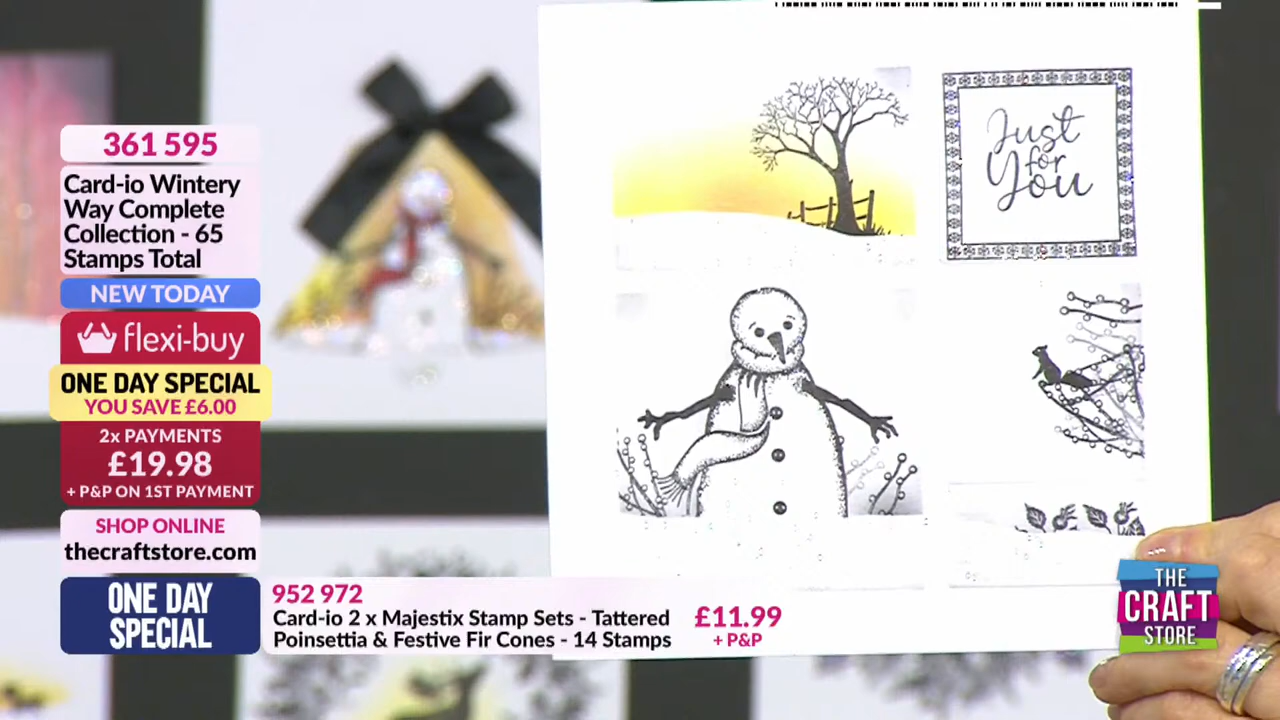 361 595
Card-io Wintery
Way Complete
Collection - 65
Stamps Total
NEW TODAY
flexi-buy
ONE DAY SPECIAL
YOU SAVE £6.00
2x PAYMENTS
£19.98
+ P&P ON 1ST PAYMENT
SHOP ONLINE
thecraftstore.com
ONE DAY
SPECIAL
952 972
Card-io 2 x Majestix Stamp Sets - Tattered
Poinsettia & Festive Fir Cones - 14 Stamps
£11.99
+ P&P
Just
for
You
THE
CRAFT
STORE